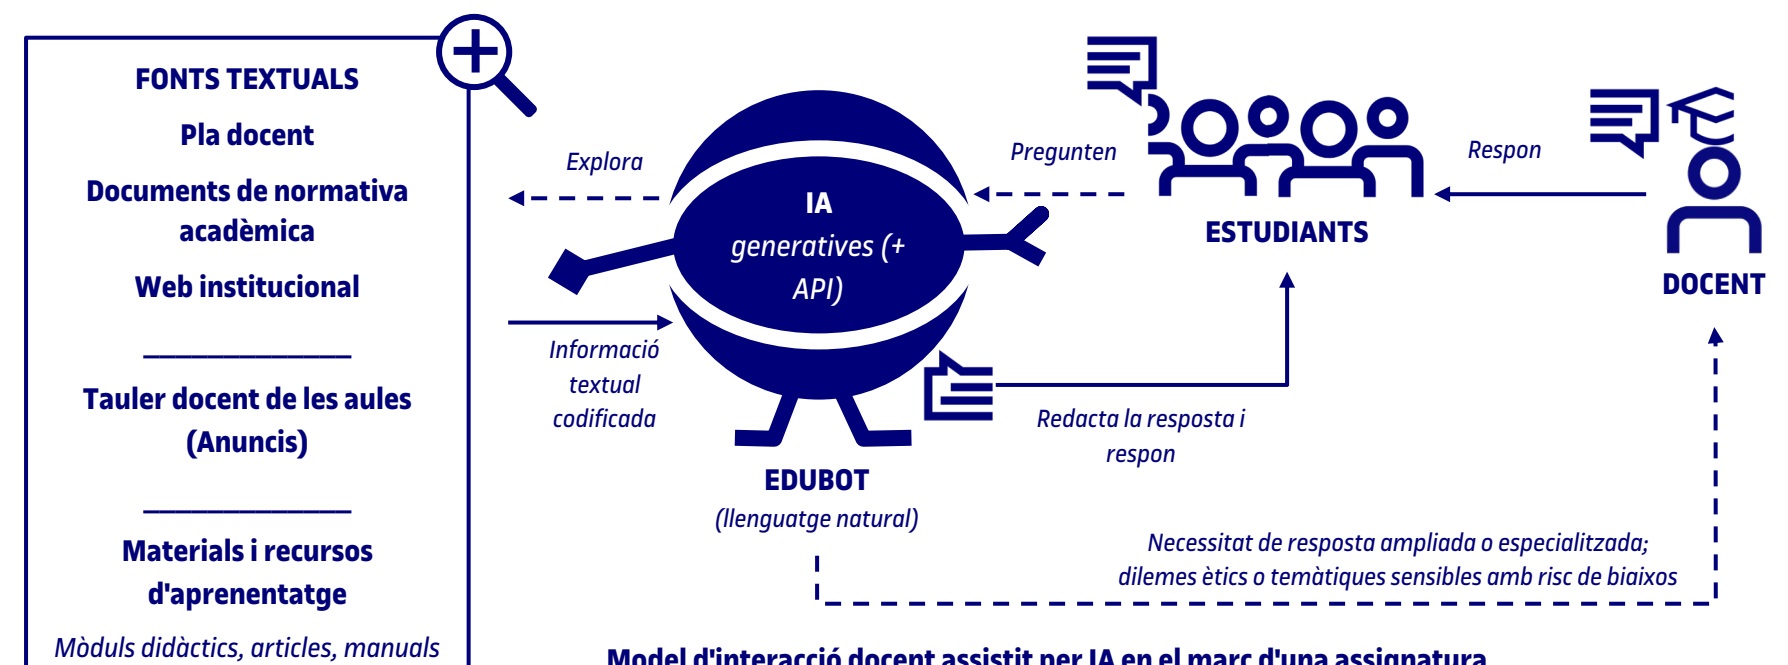 FONTS TEXTUALS
Pla docent
Documents de normativa
acadèmica
Web institucional
Tauler docent de les aules
(Anuncis)
Materials i recursos
d'aprenentatge
Mòduls didàctics, articles, manuals
Explora
Informació
textual
codificada
IA
generatives (+
API)
EDUBOT
(llenguatge natural)
Pregunten
ESTUDIANTS
Respon
DOCENT
Redacta la resposta i
respon
Necessitat de resposta ampliada o especialitzada;
dilemes ètics o temàtiques sensibles amb risc de biaixos
Model d'interacció docent assistit per IA en el marc d'una assignatura